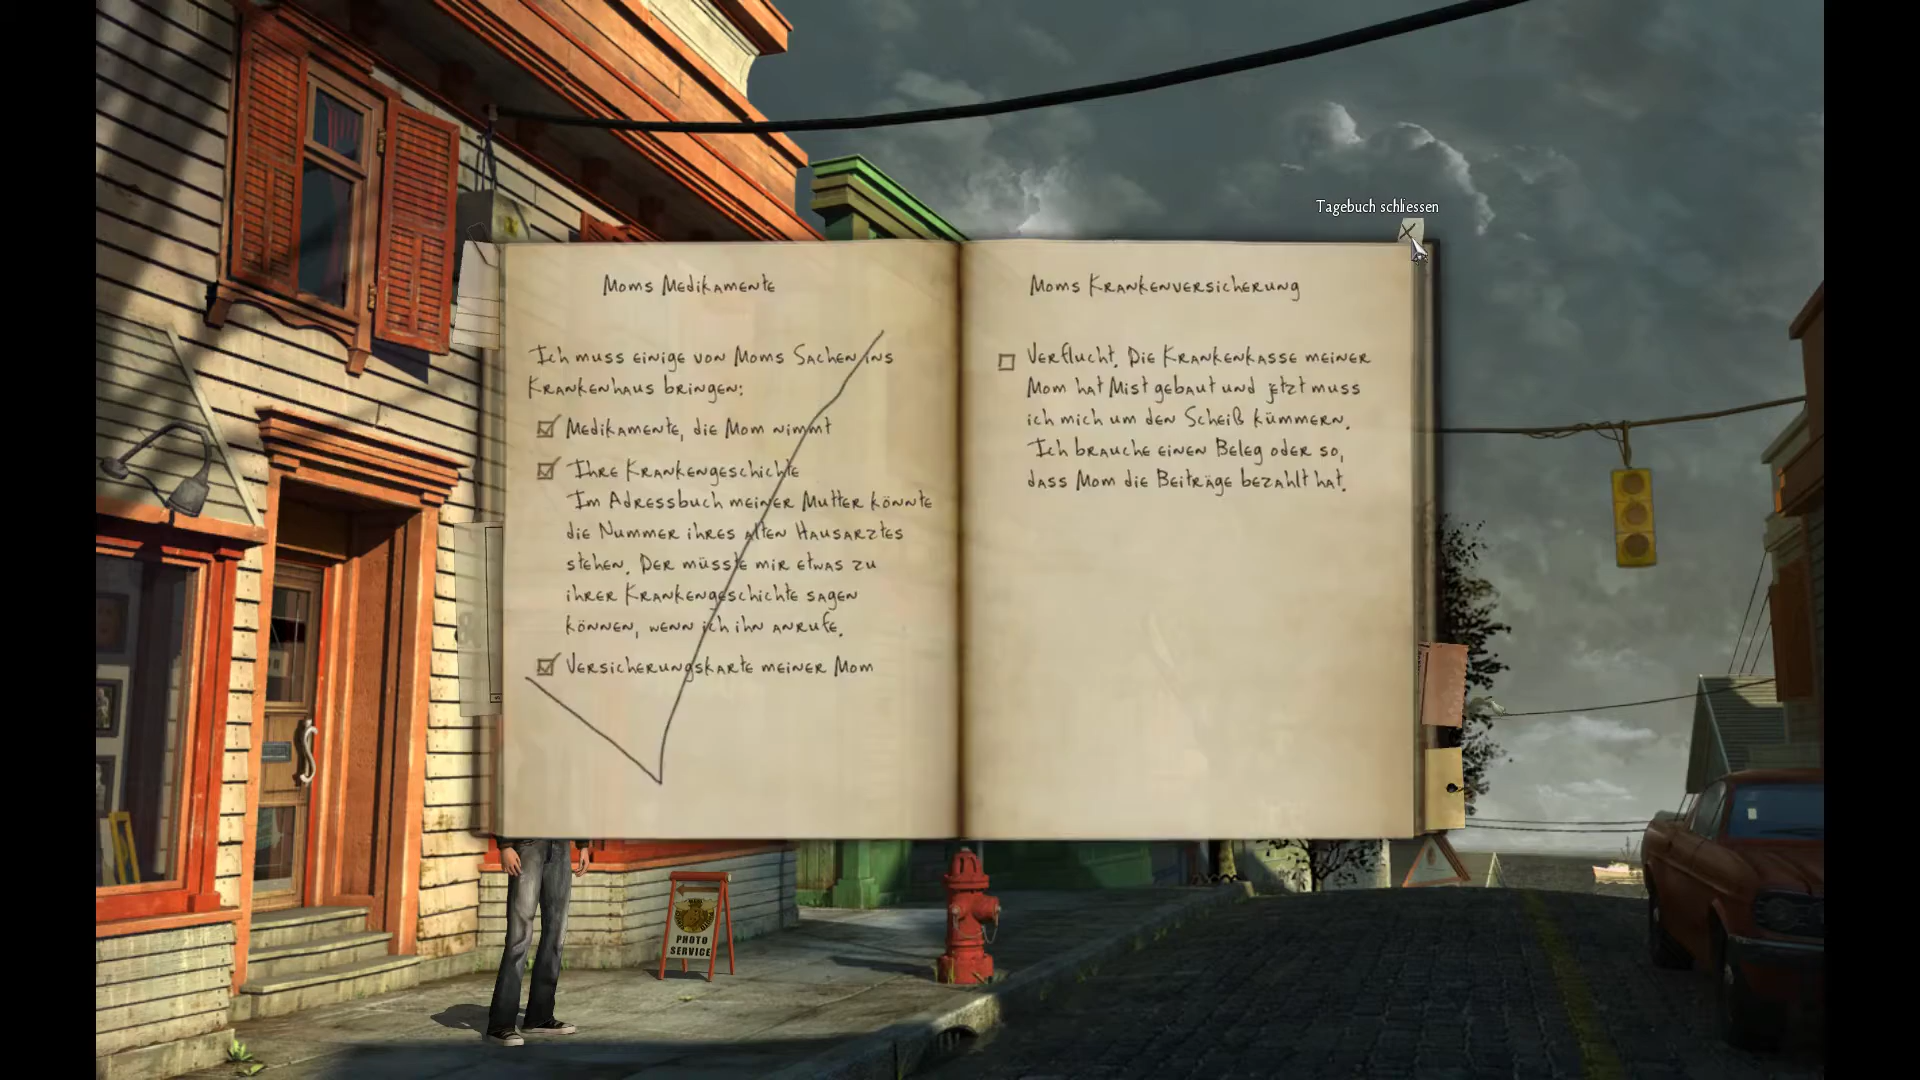 Tagebuch schliessen
X
Moms Medikamente
Ich muss einige von Moms Sachen ins
Krankenhaus bringen:
Medikamente, die Mom nimmt
Ihre Krankengeschichte
Im Adressbuch meiner Mutter könnte
die Nummer ihres alten Hausarztes
stehen. Der müsste mir etwas zu
ihrer Krankengeschichte sagen
können, wenn ich ihn anrufe.
Versicherungskarte meiner Mom
Moms Krankenversicherung
Verflucht. Die Krankenkasse meiner
Mom hat Mist gebaut und jetzt muss
ich mich um den Scheiß kümmern.
Ich brauche einen Beleg oder so,
dass Mom die Beiträge bezahlt hat.
PHOTO
SERVICE